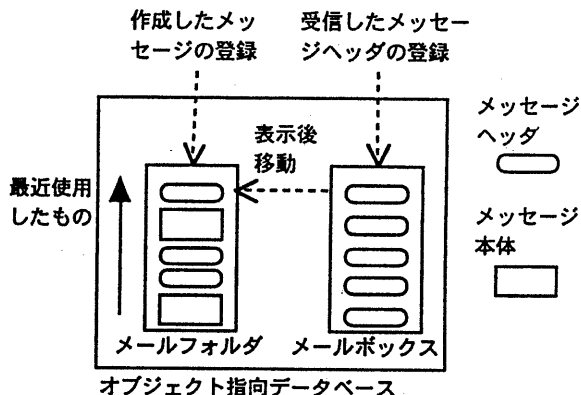 作成したメッ
セージの登録
受信したメッセー
ジヘッダの登録
メッセージ
ヘッダ
表示後
移動
最近使用
したもの
メッセージ
本体
メールフォルダ
メールボックス
オブジェクト指向データベース